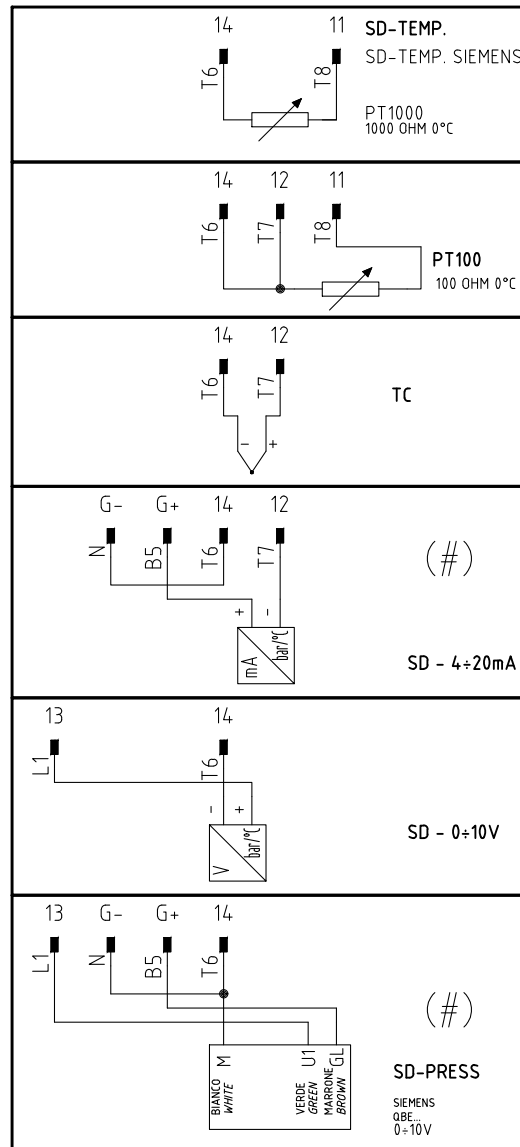 14 11 SD-TEMP.
SD-TEMP. SIEMENS
T6 T8
PT1000
1000 OHM 0°C
14 12 11
T6 T7 T8
PT100
100 OHM 0°C
14 12
T6 T7
TC
- +
G- G+ 14 12
N B5 T6 T7
(#)
+ -
mA bar/°C
SD - 4÷20mA
13 14
L1 T6
- +
V bar/°C
SD - 0÷10V
13 G- G+ 14
L1 N B5 T6
(#)
M U1 GL
BIANCO VERDE MARRONE
WHITE GREEN BROWN
SD-PRESS
SIEMENS
QBE...
0÷10V